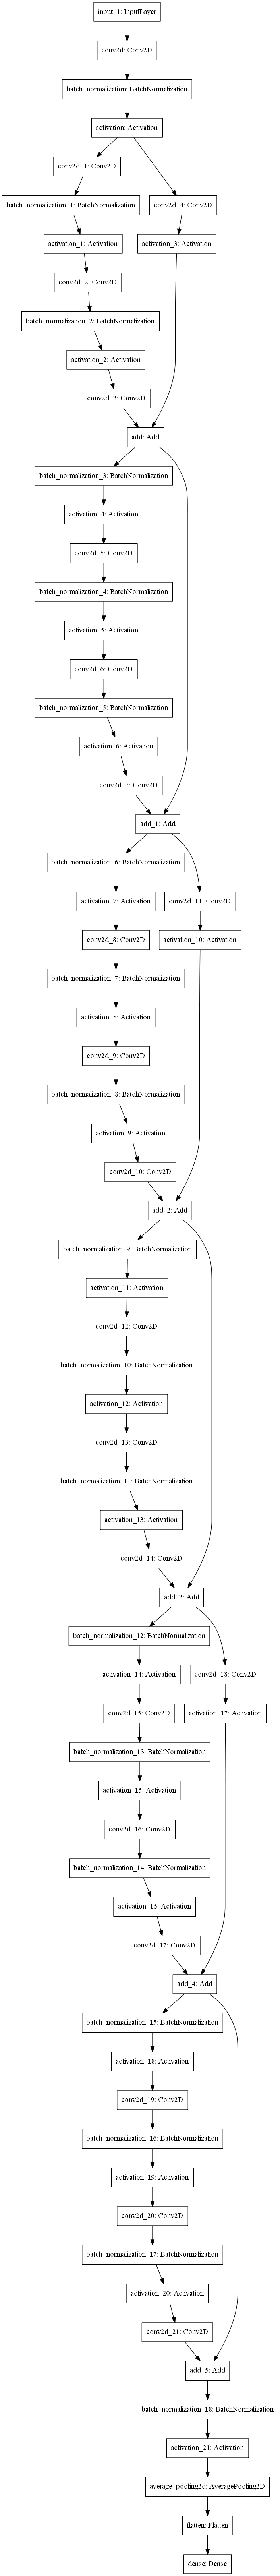 input_1: InputLayer
conv2d: Conv2D
batch_normalization: BatchNormalization
activation: Activation
conv2d_1: Conv2D
batch_normalization_1: BatchNormalization
conv2d_4: Conv2D
activation_1: Activation
activation_3: Activation
conv2d_2: Conv2D
batch_normalization_2: BatchNormalization
activation_2: Activation
conv2d_3: Conv2D
add: Add
batch_normalization_3: BatchNormalization
activation_4: Activation
conv2d_5: Conv2D
batch_normalization_4: BatchNormalization
activation_5: Activation
conv2d_6: Conv2D
batch_normalization_5: BatchNormalization
activation_6: Activation
conv2d_7: Conv2D
add_1: Add
batch_normalization_6: BatchNormalization
activation_7: Activation
conv2d_11: Conv2D
conv2d_8: Conv2D
activation_10: Activation
batch_normalization_7: BatchNormalization
activation_8: Activation
conv2d_9: Conv2D
batch_normalization_8: BatchNormalization
activation_9: Activation
conv2d_10: Conv2D
add_2: Add
batch_normalization_9: BatchNormalization
activation_11: Activation
conv2d_12: Conv2D
batch_normalization_10: BatchNormalization
activation_12: Activation
conv2d_13: Conv2D
batch_normalization_11: BatchNormalization
activation_13: Activation
conv2d_14: Conv2D
add_3: Add
batch_normalization_12: BatchNormalization
activation_14: Activation
conv2d_18: Conv2D
conv2d_15: Conv2D
activation_17: Activation
batch_normalization_13: BatchNormalization
activation_15: Activation
conv2d_16: Conv2D
batch_normalization_14: BatchNormalization
activation_16: Activation
conv2d_17: Conv2D
add_4: Add
batch_normalization_15: BatchNormalization
activation_18: Activation
conv2d_19: Conv2D
batch_normalization_16: BatchNormalization
activation_19: Activation
conv2d_20: Conv2D
batch_normalization_17: BatchNormalization
activation_20: Activation
conv2d_21: Conv2D
add_5: Add
batch_normalization_18: BatchNormalization
activation_21: Activation
average_pooling2d: AveragePooling2D
flatten: Flatten
dense: Dense